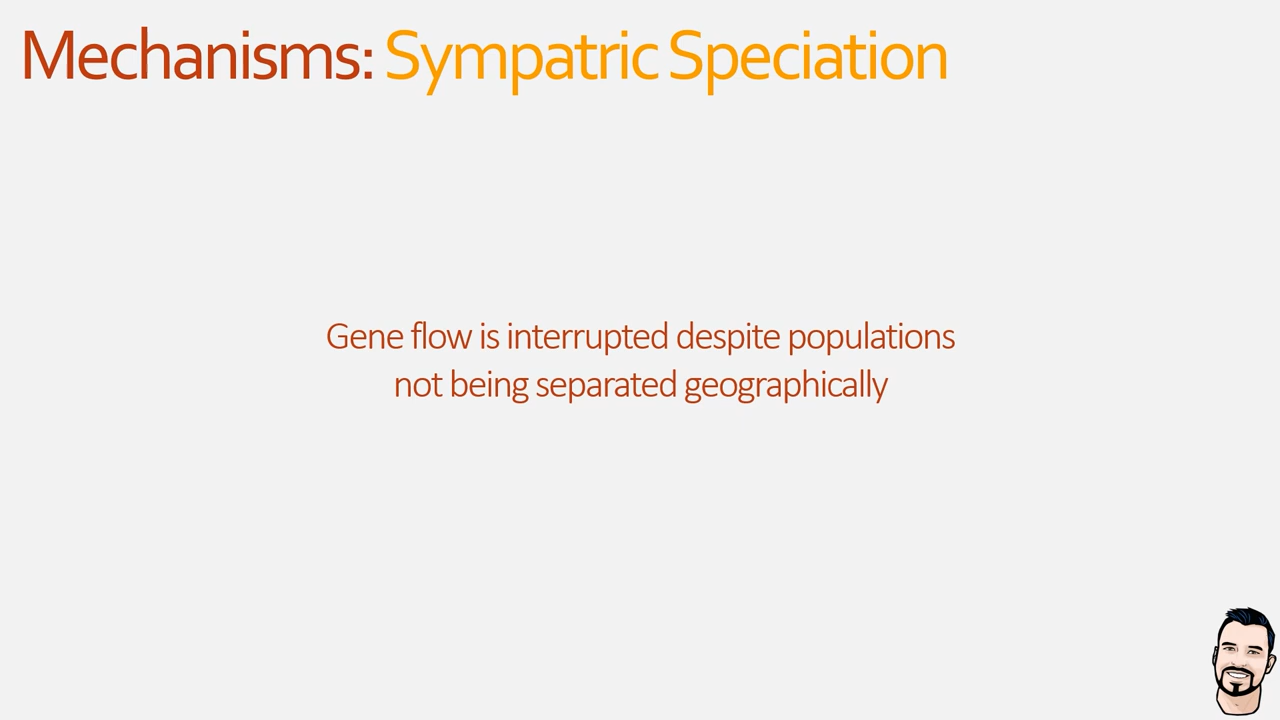 Mechanisms: Sympatric Speciation
Gene flow is interrupted despite populations
not being separated geographically